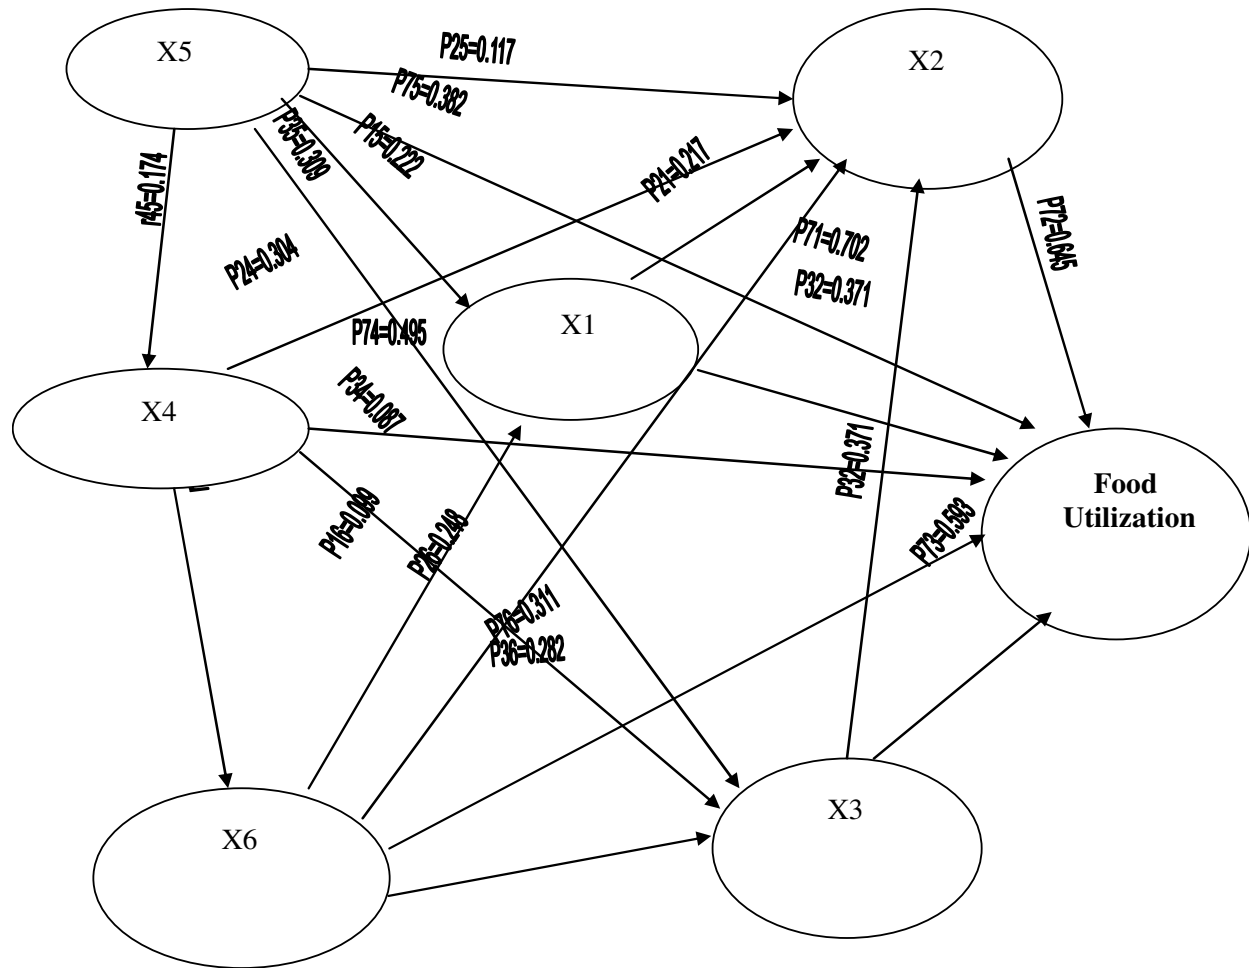 X5
X2
P25=0.117
P75=0.382
P35=0.309
P15=0.222
r45=0.174
P21=0.217
P72=0.645
P71=0.702
P24=0.304
P32=0.371
X1
P74=0.495
X4
P34=0.087
P32=0.371
Food
Utilization
P16=0.099
P26=0.248
P73=0.593
P76=0.311
P36=0.282
X3
X6